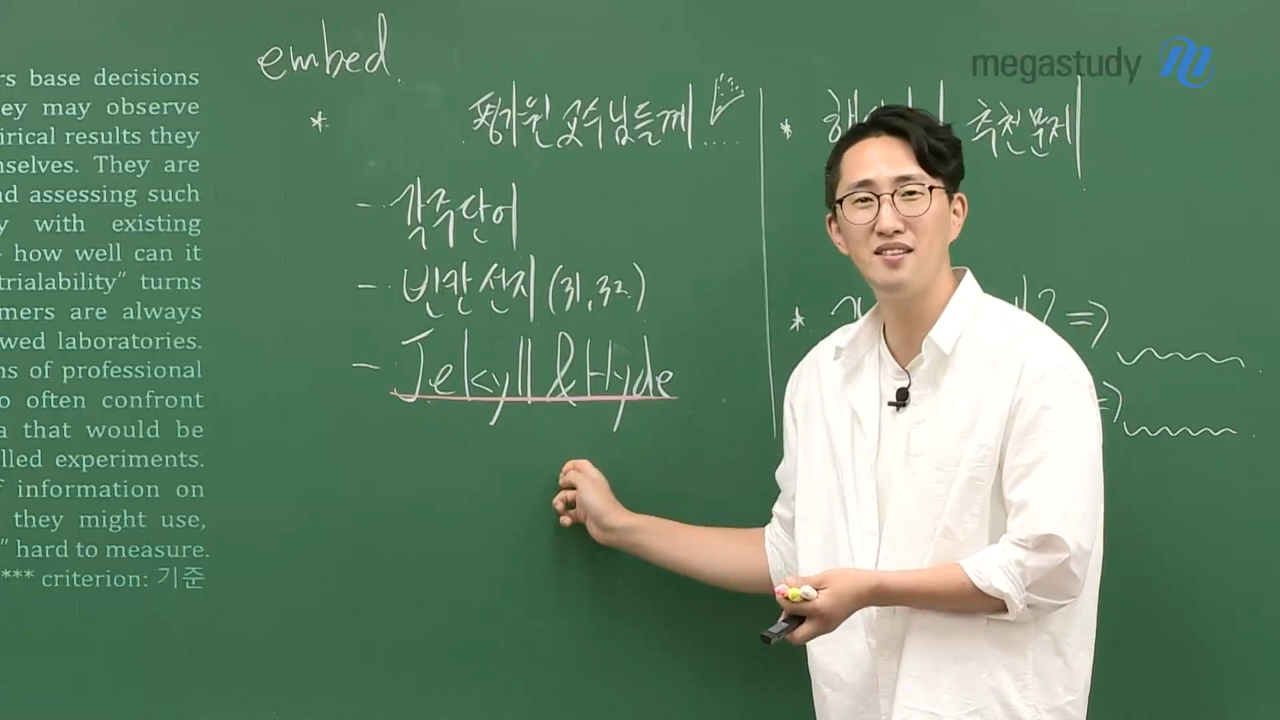 embed.
megastudy
* 평가원 교수님들께....
- 각주단어
- 빈칸 선지 (31, 32)
- Jekyll & Hyde
* 추천 문제
* ? ⇒
⇒
rs base decisions
ey may observe
irical results they
nselves. They are
nd assessing such
y with existing
how well can it
trialability" turns
mers are always
wed laboratories.
ns of professional
o often confront
a that would be
lled experiments.
f information on
they might use,
" hard to measure.
*** criterion: 기준